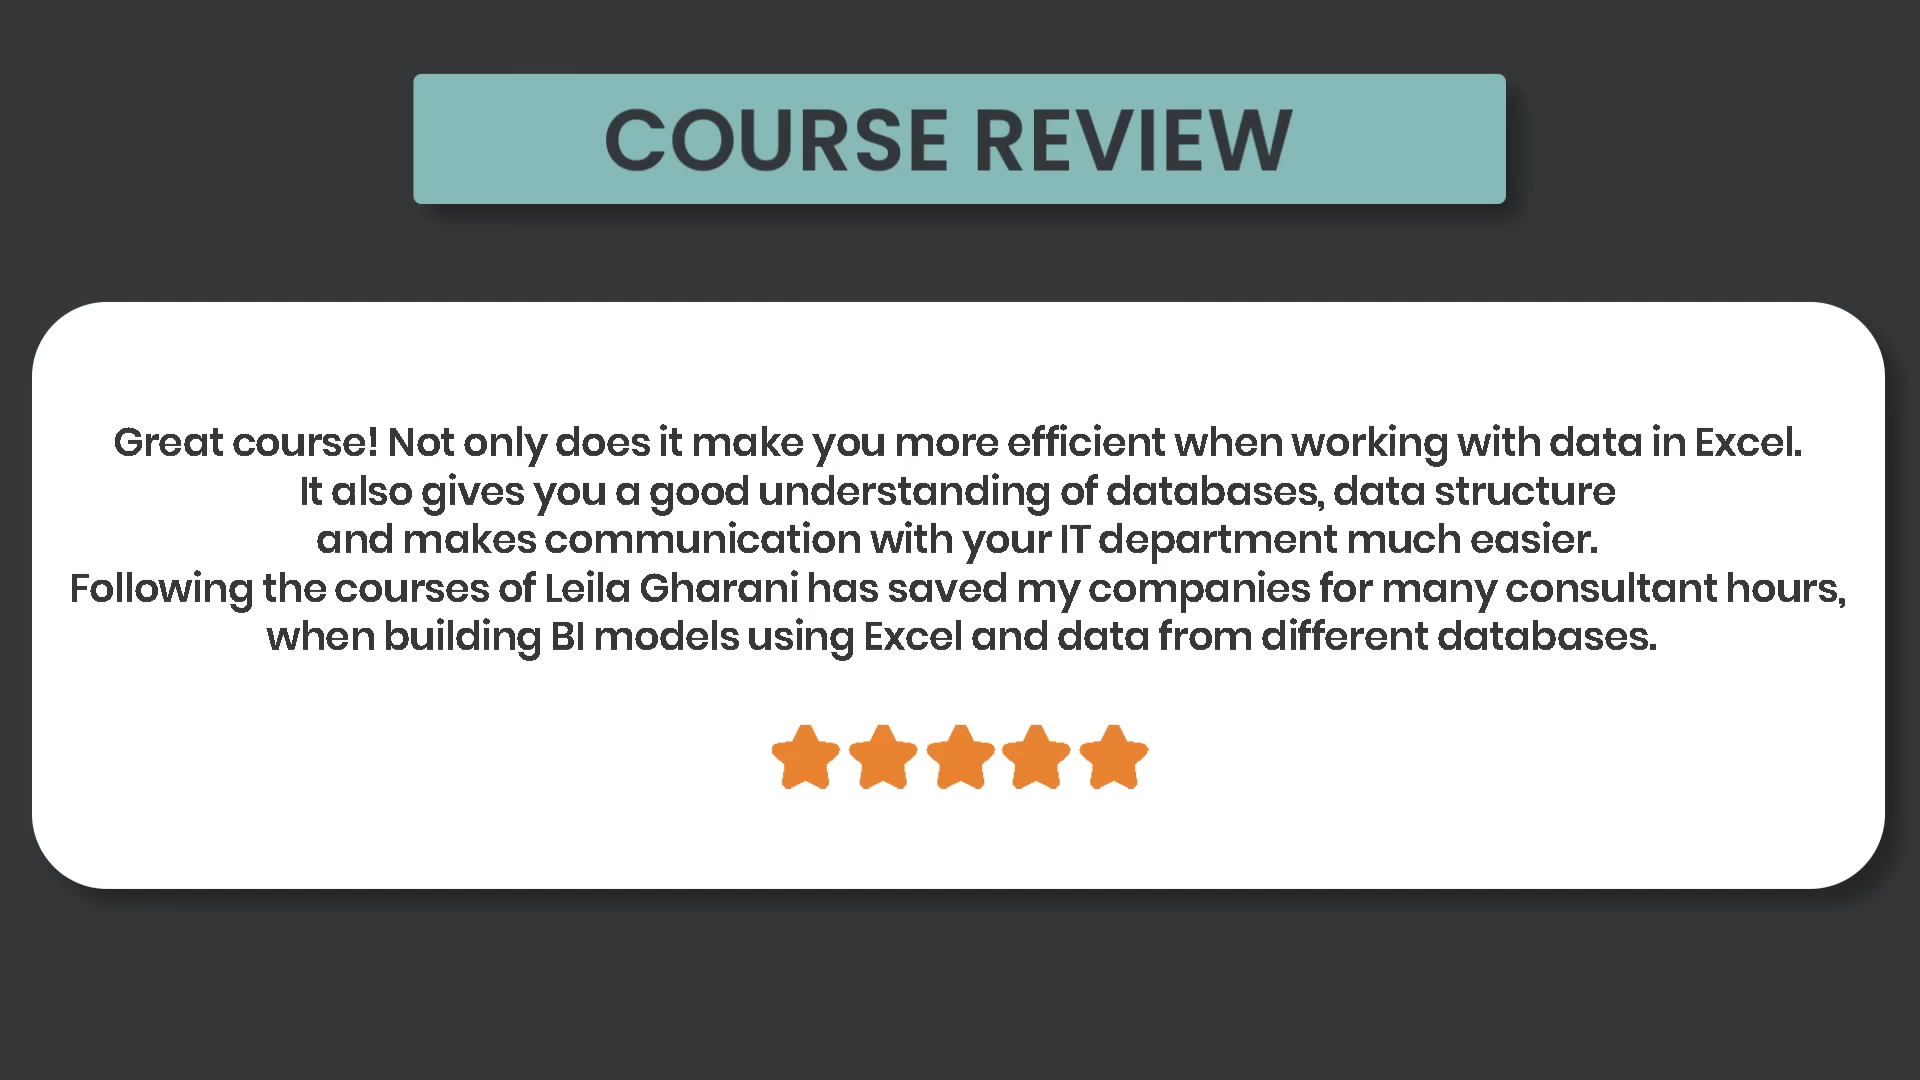 COURSE REVIEW
Great course! Not only does it make you more efficient when working with data in Excel.
It also gives you a good understanding of databases, data structure
and makes communication with your IT department much easier.
Following the courses of Leila Gharani has saved my companies for many consultant hours,
when building BI models using Excel and data from different databases.